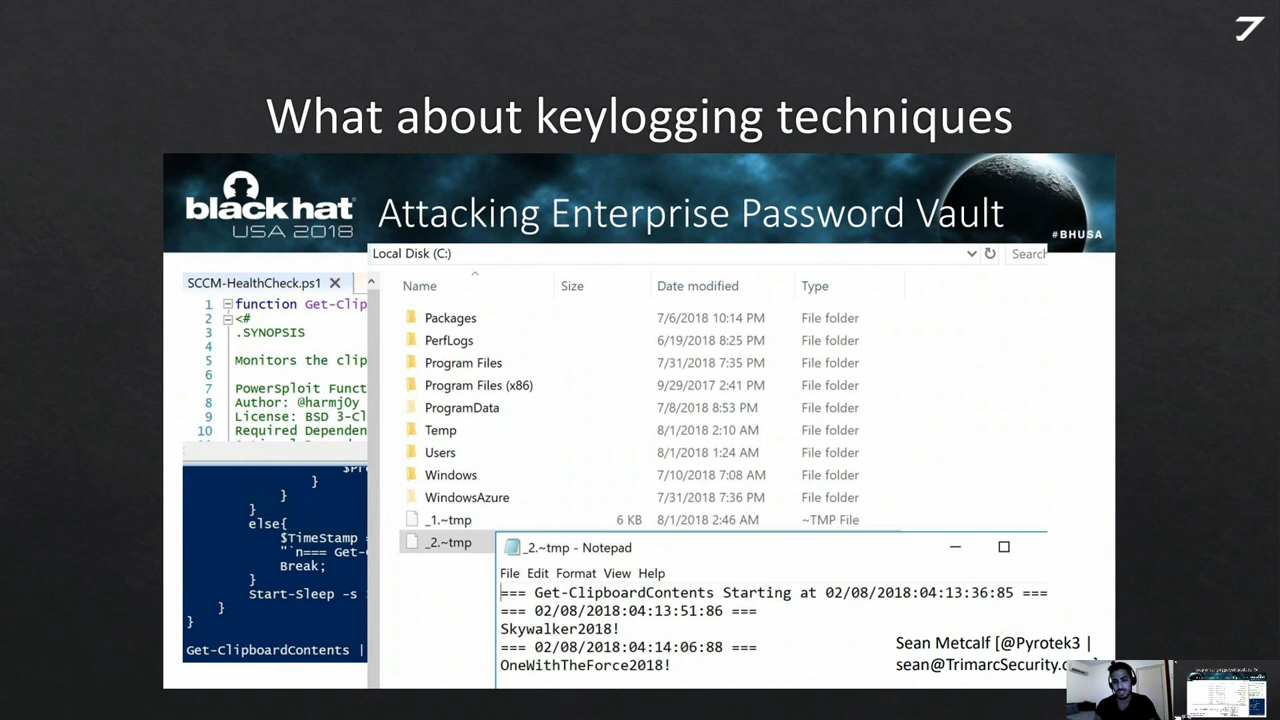 7
What about keylogging techniques
black hat
USA 2018
Attacking Enterprise Password Vault
#BHUSA
Local Disk (C:)
Search
SCCM-HealthCheck.ps1
1 function Get-Clip
2 <#
3 .SYNOPSIS
4
5 Monitors the clip
6
7 PowerSploit Funct
8 Author: @harmj0y
9 License: BSD 3-Cl
10 Required Dependen
}
}
}
else{
$TimeStamp =
"`n=== Get-
Break;
}
Start-Sleep -s
}
}
Get-ClipboardContents |
Name Size Date modified Type
Packages 7/6/2018 10:14 PM File folder
PerfLogs 6/19/2018 8:25 PM File folder
Program Files 7/31/2018 7:35 PM File folder
Program Files (x86) 9/29/2017 2:41 PM File folder
ProgramData 7/8/2018 8:53 PM File folder
Temp 8/1/2018 2:10 AM File folder
Users 8/1/2018 1:24 AM File folder
Windows 7/10/2018 7:08 AM File folder
WindowsAzure 7/31/2018 7:36 PM File folder
_1.~tmp 6 KB 8/1/2018 2:46 AM ~TMP File
_2.~tmp
_2.~tmp - Notepad
File Edit Format View Help
=== Get-ClipboardContents Starting at 02/08/2018:04:13:36:85 ===
=== 02/08/2018:04:13:51:86 ===
Skywalker2018!
=== 02/08/2018:04:14:06:88 ===
OneWithTheForce2018!
Sean Metcalf [@Pyrotek3 |
sean@TrimarcSecurity.c